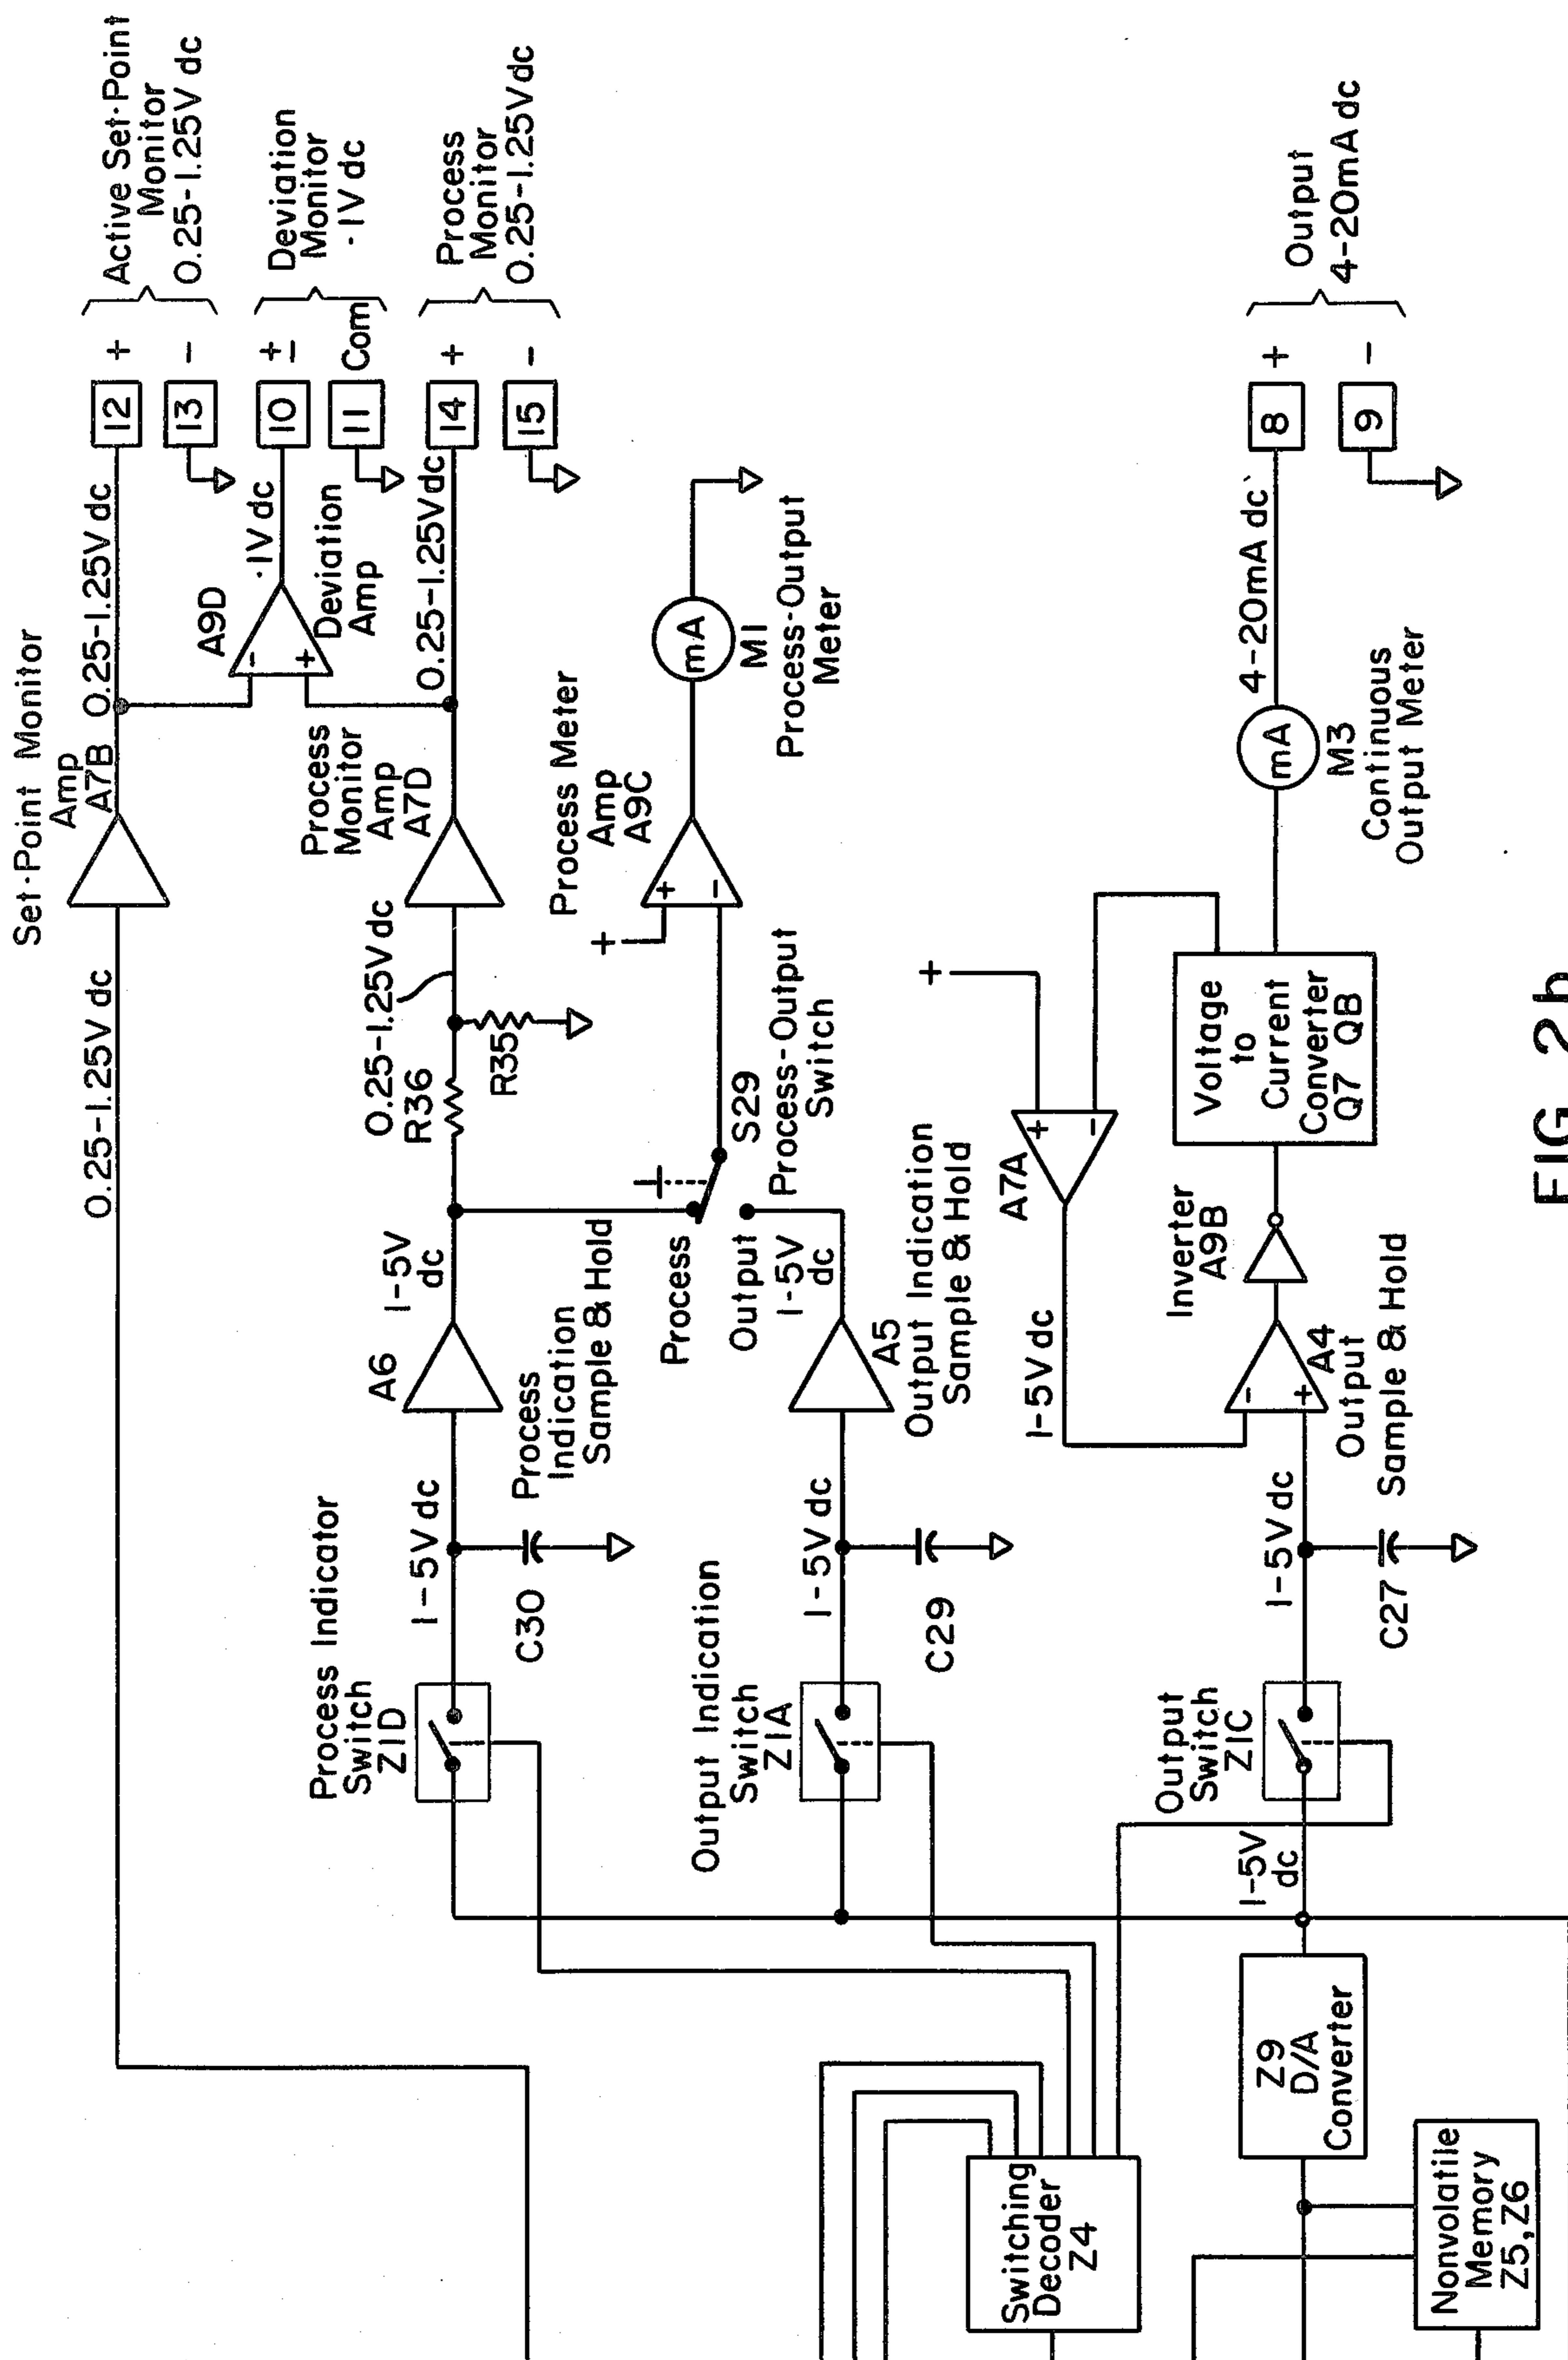 Set-Point Monitor
Amp
A7B
0.25-1.25V dc
0.25-1.25V dc
12
+
13
-
Active Set-Point
Monitor
0.25-1.25V dc
A9D
-
+
·1V dc
Deviation
Amp
10
±
11
Com
Deviation
Monitor
·1V dc
Process Indicator
Switch
Z1D
1-5V dc
C30
A6
Process
Indication
Sample & Hold
1-5V
dc
0.25-1.25V dc
R36
R35
Process
Monitor
Amp
A7D
0.25-1.25V dc
14
+
15
-
Process
Monitor
0.25-1.25V dc
Process
Output
S29
Process-Output
Switch
Process Meter
Amp
A9C
+
+
-
mA
M1
Process-Output
Meter
Output Indication
Switch
Z1A
1-5V dc
C29
A5
Output Indication
Sample & Hold
1-5V
dc
A7A
+
-
+
1-5V dc
Output
Switch
Z1C
1-5V
dc
1-5V dc
C27
-
+
A4
Output
Sample & Hold
Inverter
A9B
Voltage
to
Current
Converter
Q7 Q8
mA
M3
Continuous
Output Meter
4-20mA dc
8
+
9
-
Output
4-20mA dc
Switching
Decoder
Z4
Z9
D/A
Converter
Nonvolatile
Memory
Z5, Z6
FIG. 2b